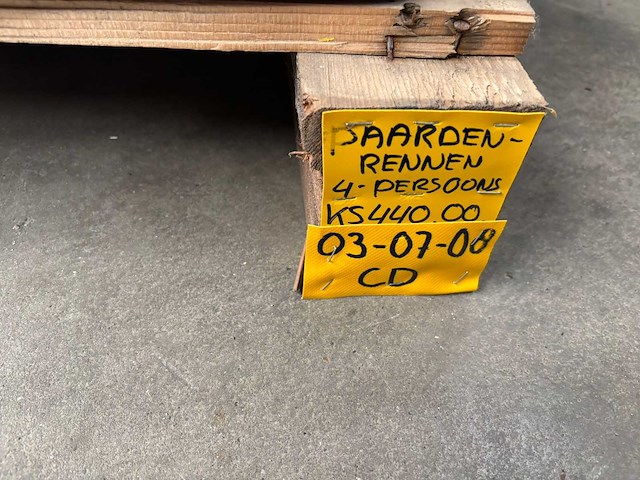 PAARDEN-
RENNEN
4-PERSOONS
KS440.00
03-07-08
CD